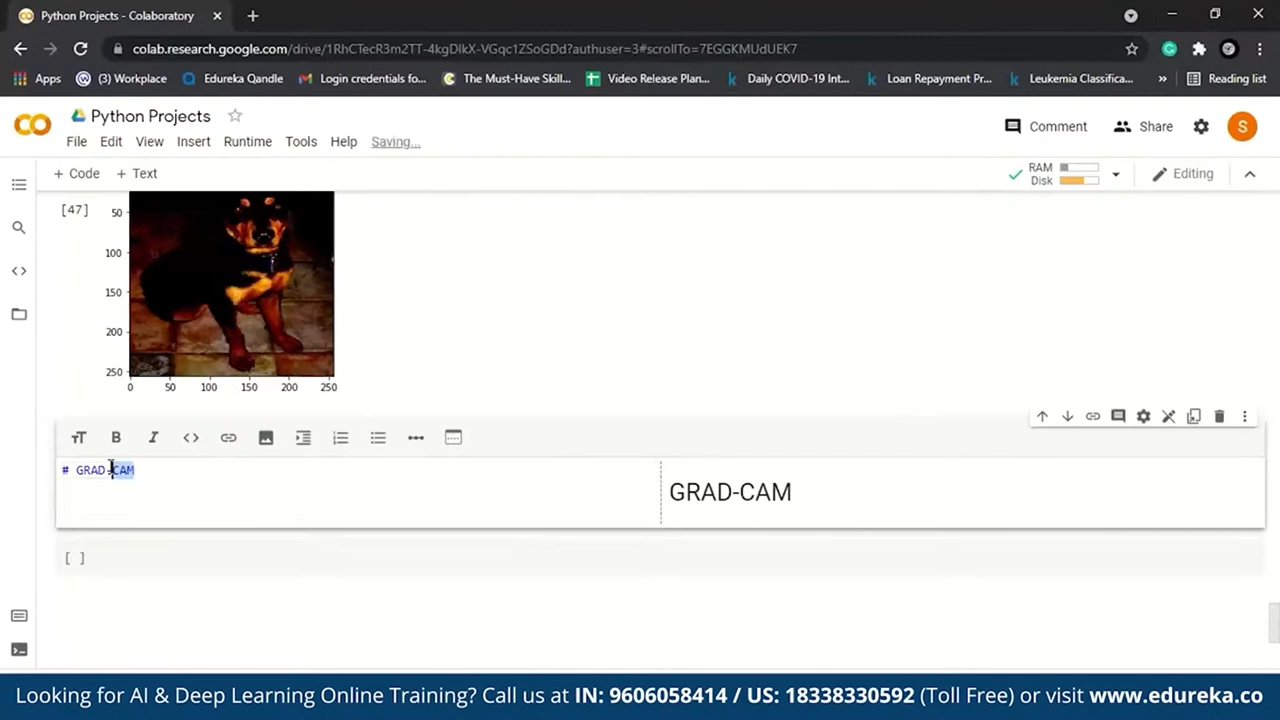 Python Projects - Colaboratory
colab.research.google.com/drive/1RhCTecR3m2TT-4kgDIkX-VGqc1ZSoGDd?authuser=3#scrollTo=7EGGKMUdUEK7
Apps (3) Workplace Edureka Qandle Login credentials fo... The Must-Have Skill... Video Release Plan... Daily COVID-19 Int... Loan Repayment Pr... Leukemia Classifica... » Reading list
CO Python Projects Comment Share S
File Edit View Insert Runtime Tools Help Saving...
+ Code + Text RAM Disk Editing
[47]
50
100
150
200
250
0 50 100 150 200 250
# GRAD-CAM
GRAD-CAM
[ ]
Looking for AI & Deep Learning Online Training? Call us at IN: 9606058414 / US: 18338330592 (Toll Free) or visit www.edureka.co